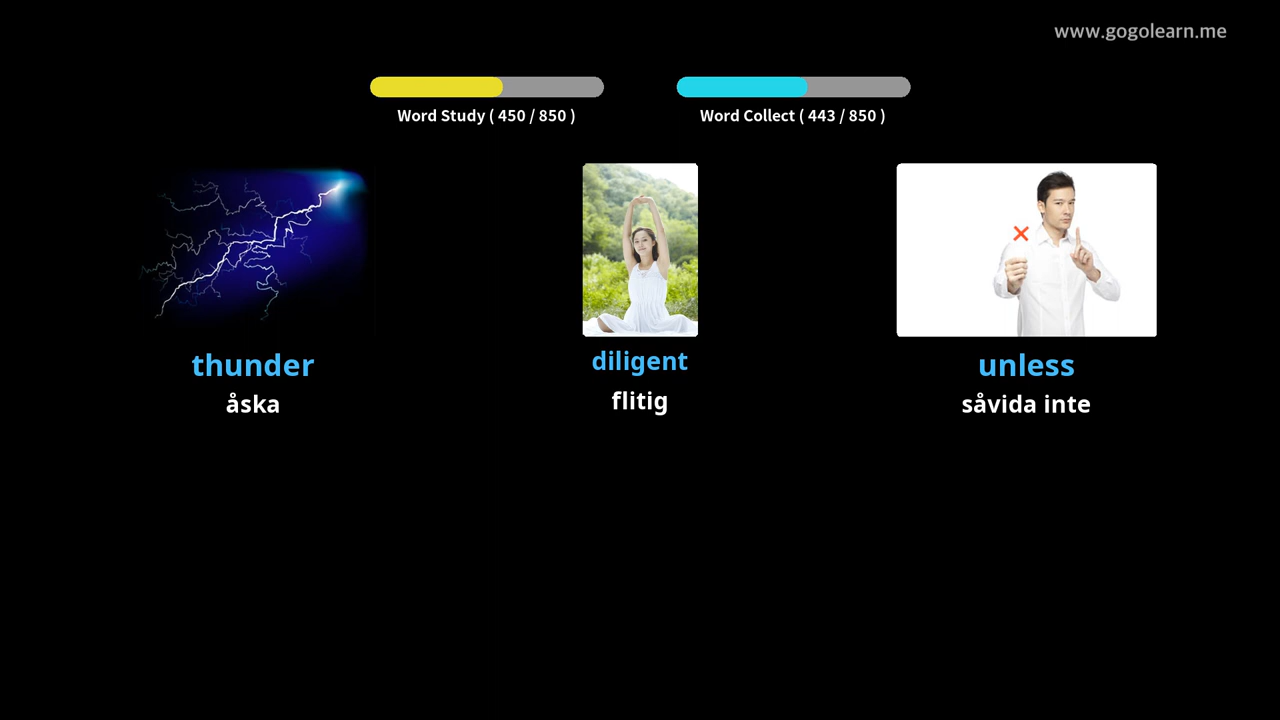 www.gogolearn.me
Word Study ( 450 / 850 )
Word Collect ( 443 / 850 )
thunder
åska
diligent
flitig
unless
såvida inte